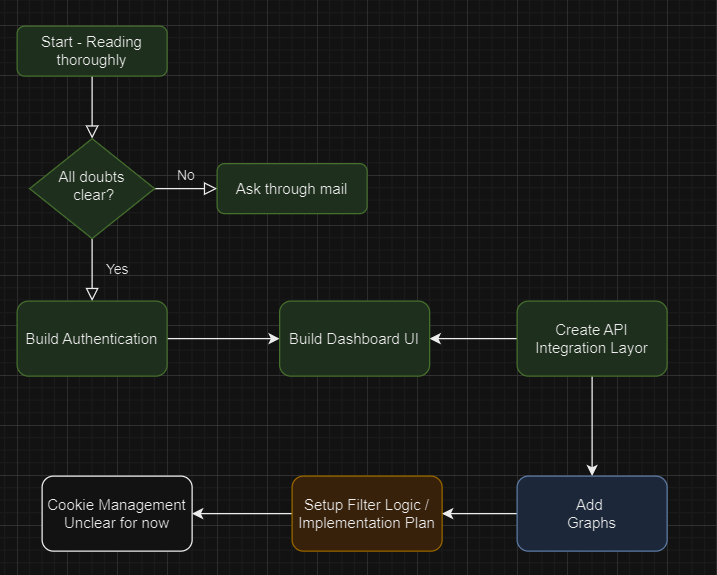 Start - Reading
thoroughly
All doubts
clear?
No
Ask through mail
Yes
Build Authentication
Build Dashboard UI
Create API
Integration Layor
Cookie Management
Unclear for now
Setup Filter Logic /
Implementation Plan
Add
Graphs